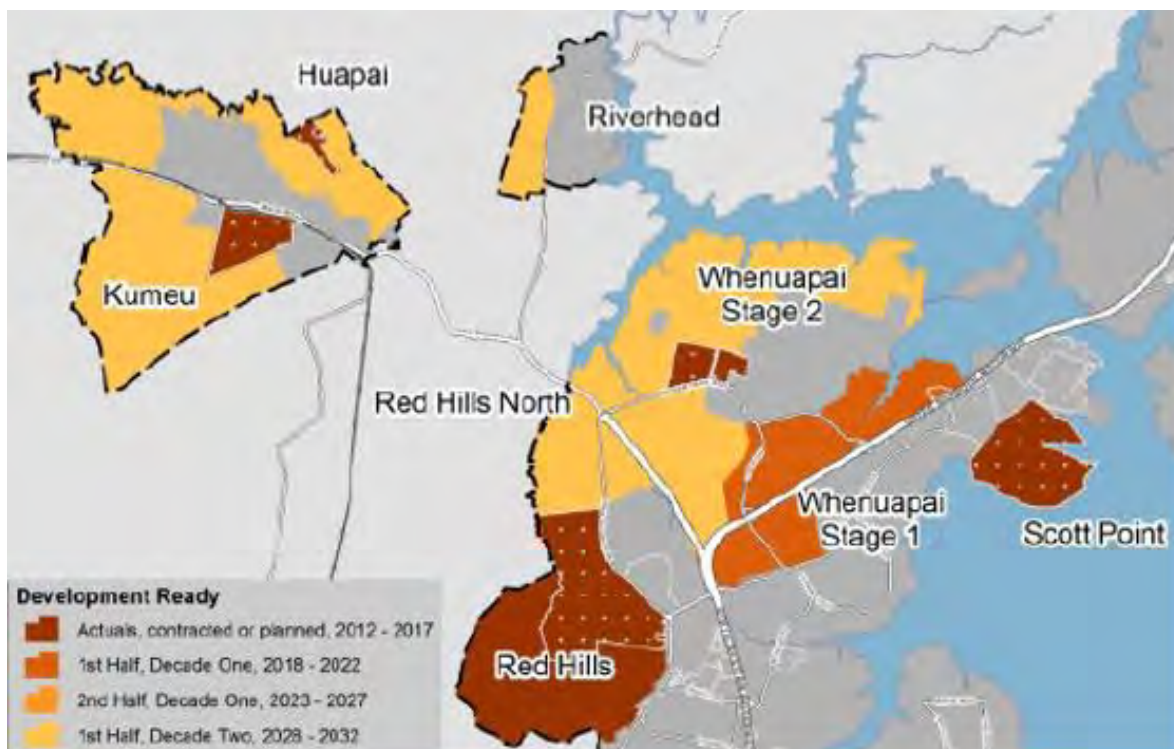 Huapai
Riverhead
Kumeu
Whenuapai
Stage 2
Red Hills North
Whenuapai
Stage 1
Scott Point
Red Hills
Development Ready
Actuals, contracted or planned, 2012 - 2017
1st Half, Decade One, 2018 - 2022
2nd Half, Decade One, 2023 - 2027
1st Half, Decade Two, 2028 - 2032